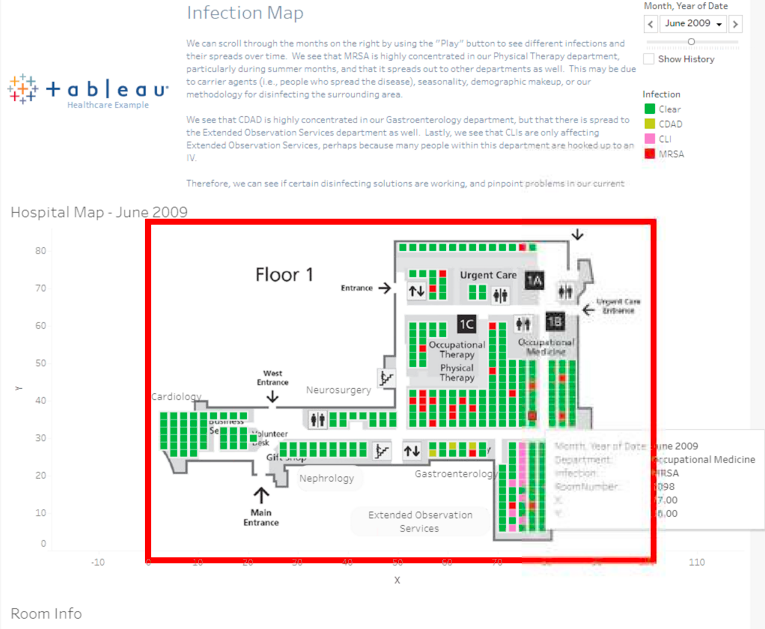 Infection Map
Month, Year of Date
June 2009
Show History
We can scroll through the months on the right by using the "Play" button to see different infections and
their spreads over time. We see that MRSA is highly concentrated in our Physical Therapy department,
particularly during summer months, and that it spreads out to other departments as well. This may be due
to carrier agents (i.e., people who spread the disease), seasonality, demographic makeup, or our
methodology for disinfecting the surrounding area.
+ a b l e a u
Healthcare Example
We see that CDAD is highly concentrated in our Gastroenterology department, but that there is spread to
the Extended Observation Services department as well. Lastly, we see that CLIs are only affecting
Extended Observation Services, perhaps because many people within this department are hooked up to an
IV.
Therefore, we can see if certain disinfecting solutions are working, and pinpoint problems in our current
Infection
Clear
CDAD
CLI
MRSA
Hospital Map - June 2009
80
70
60
50
40
30
20
10
0
Y
Floor 1
Entrance
Urgent Care
1A
Urgent Care
Entrance
1C
1B
Occupational
Therapy
Occupational
Medicine
Physical
Therapy
West
Entrance
Neurosurgery
Cardiology
Business
Volunteer
Desk
Gift Shop
Nephrology
Gastroenterology
Main
Entrance
Extended Observation
Services
Month, Year of Date: June 2009
Department: Occupational Medicine
Infection: MRSA
RoomNumber: 098
X: 7.00
Y: 6.00
-10
0
10
20
30
40
50
60
70
110
X
Room Info